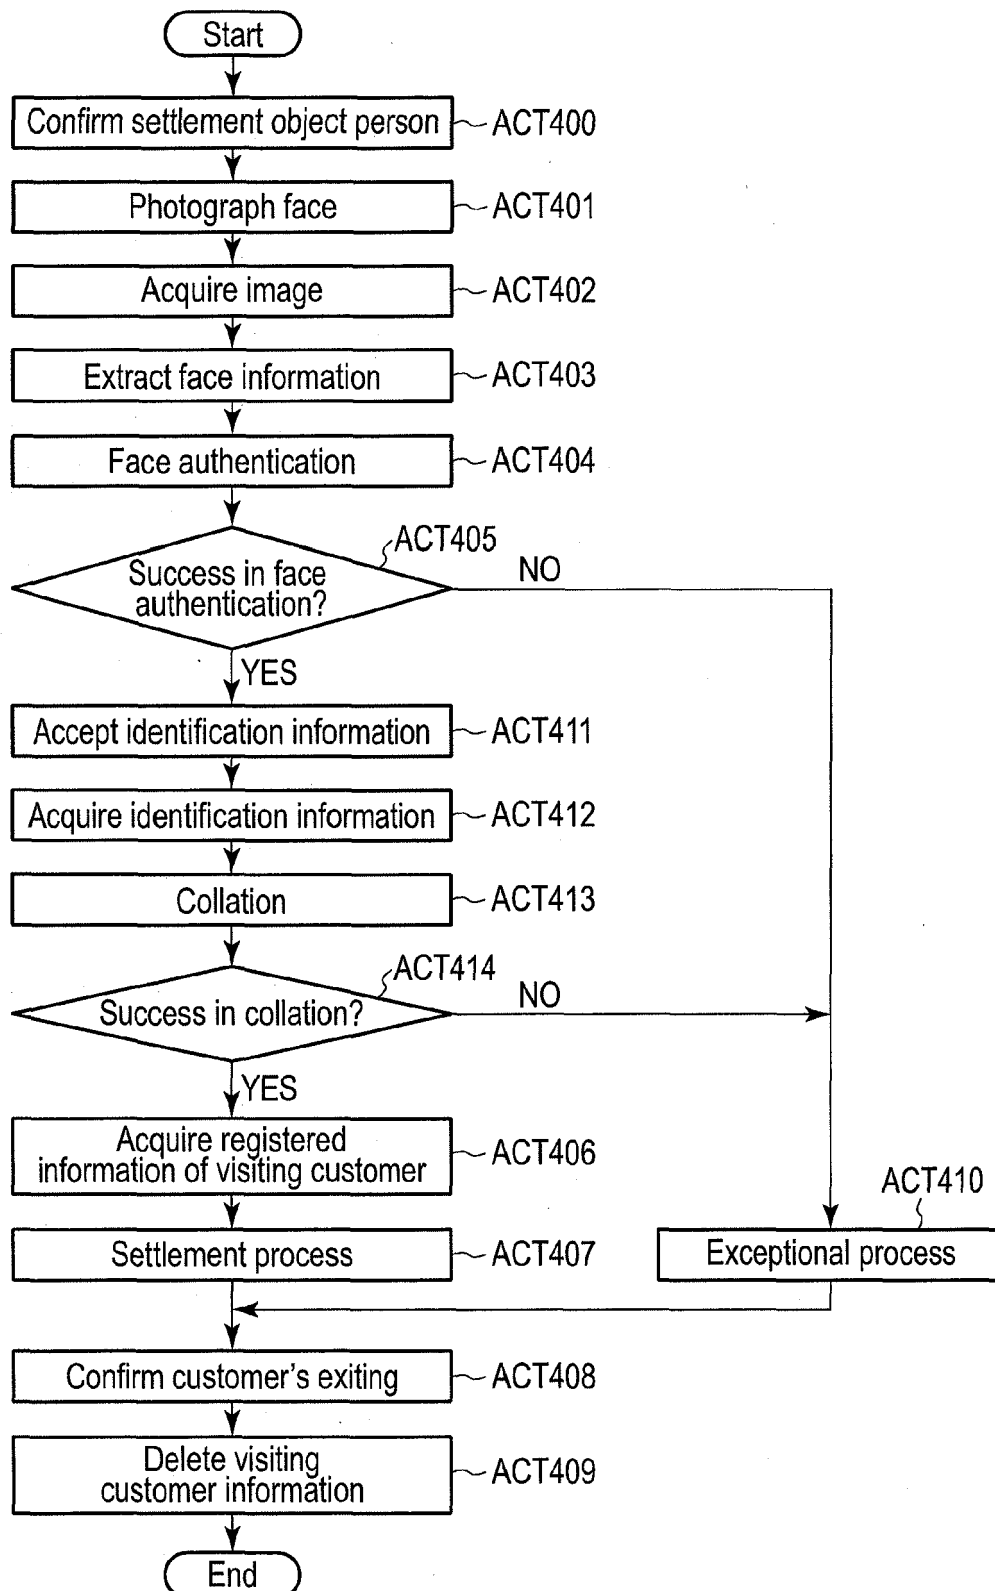 Start
Confirm settlement object person
ACT400
Photograph face
ACT401
Acquire image
ACT402
Extract face information
ACT403
Face authentication
ACT404
ACT405
Success in face
authentication?
NO
YES
Accept identification information
ACT411
Acquire identification information
ACT412
Collation
ACT413
ACT414
Success in collation?
NO
YES
Acquire registered
information of visiting customer
ACT406
ACT410
Settlement process
ACT407
Exceptional process
Confirm customer's exiting
ACT408
Delete visiting
customer information
ACT409
End